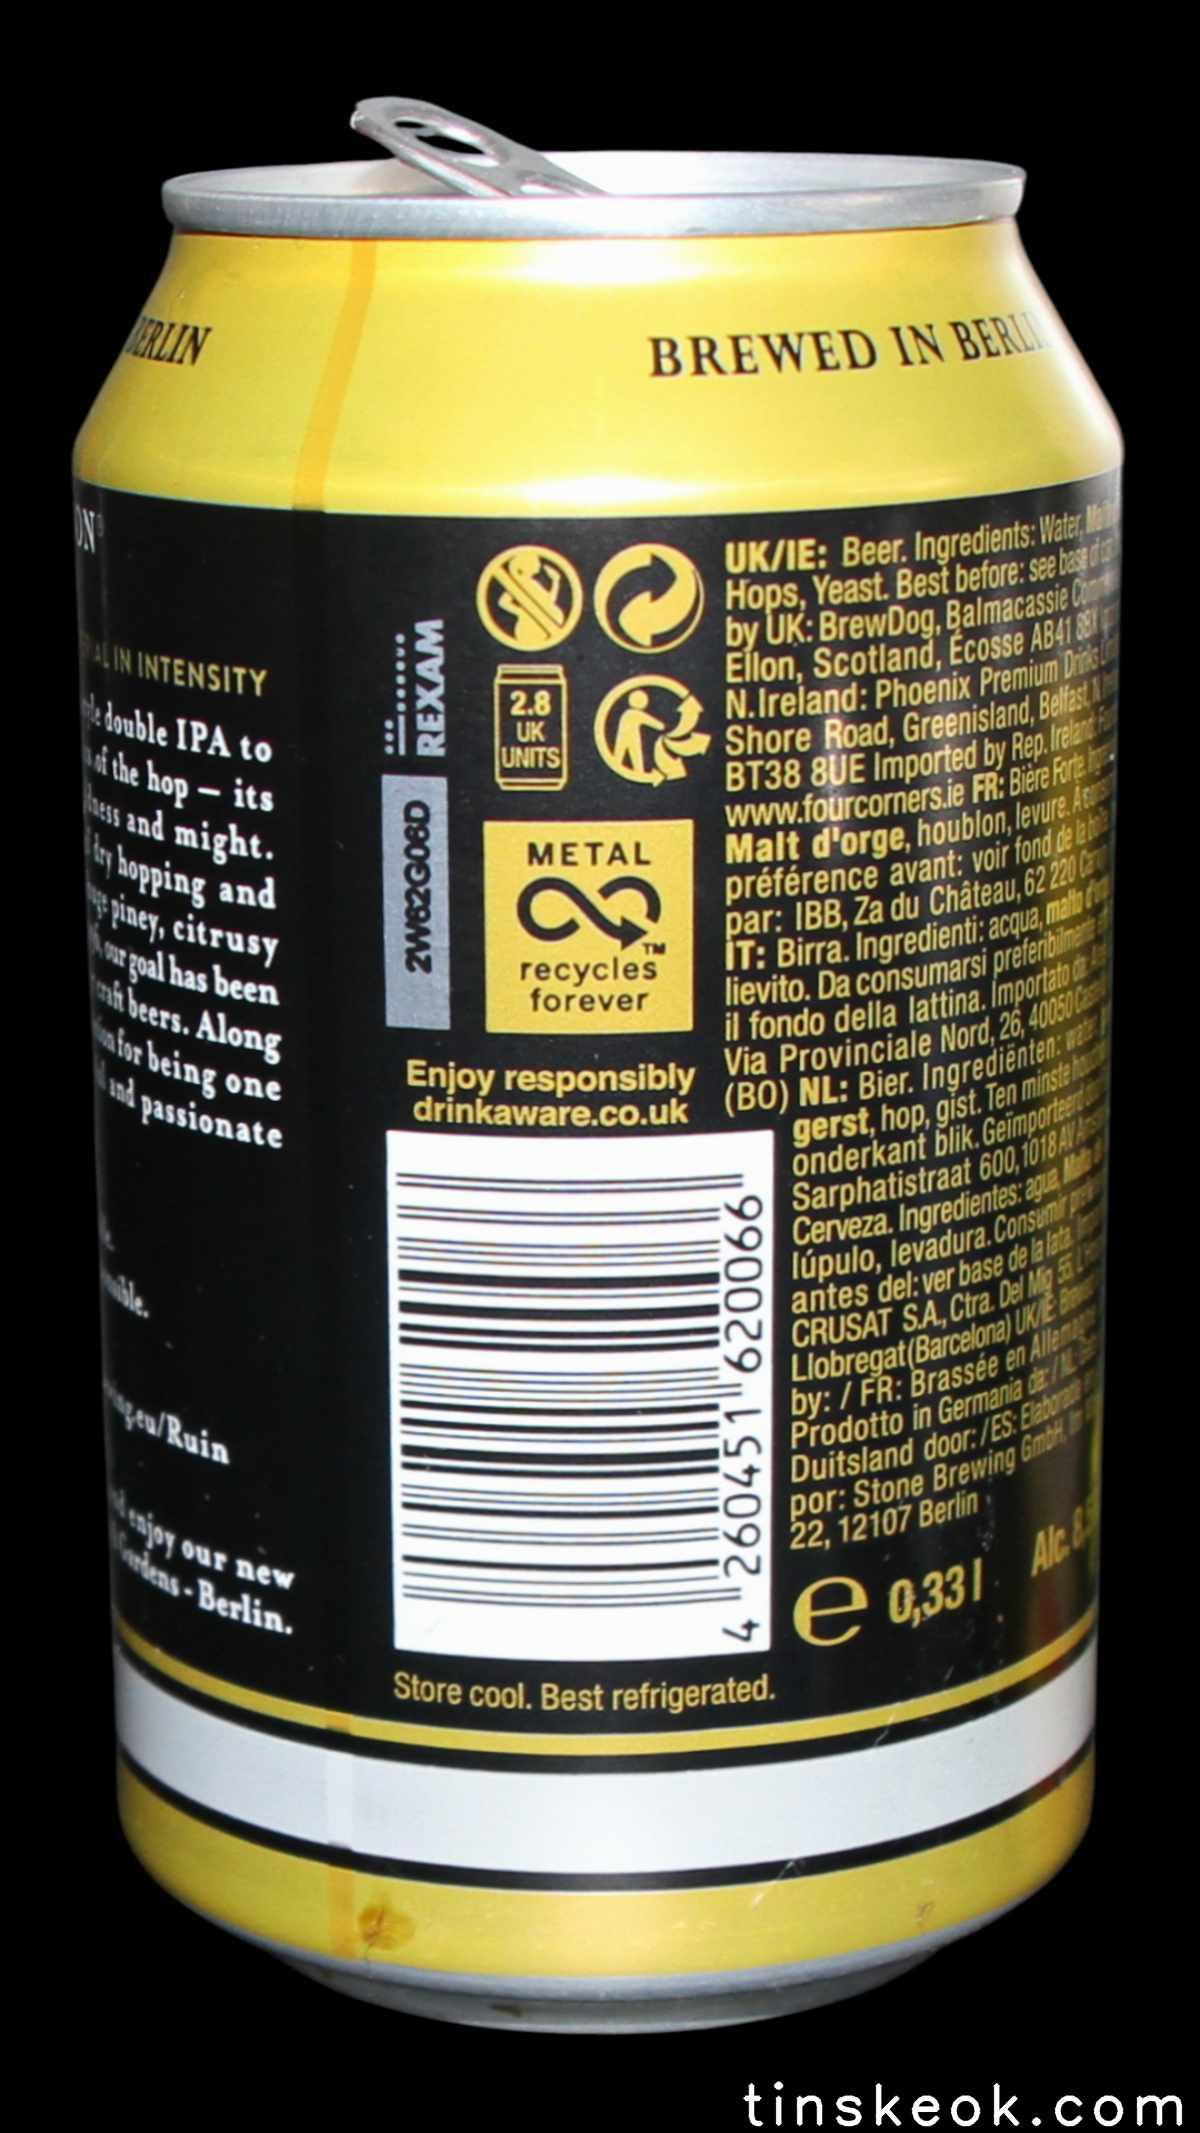 BERLIN
BREWED IN BERLIN
IN INTENSITY
double IPA to
of the hop – its
and might.
dry hopping and
piney, citrusy
our goal has been
craft beers. Along
for being one
and passionate
.eu/Ruin
enjoy our new
Gardens - Berlin.
REXAM
2W62G06D
2.8
UK
UNITS
METAL
™
recycles
forever
Enjoy responsibly
drinkaware.co.uk
4 260451 620066
Store cool. Best refrigerated.
UK/IE: Beer. Ingredients: Water,
Hops, Yeast. Best before: see base of
by UK: BrewDog, Balmacassie
Ellon, Scotland, Écosse AB41 8BX
N.Ireland: Phoenix Premium Drinks
Shore Road, Greenisland, Belfast, N
BT38 8UE Imported by Rep. Ireland:
www.fourcorners.ie FR: Bière Forte.
Malt d'orge, houblon, levure. A
préférence avant: voir fond de la
par: IBB, Za du Château, 62 220
IT: Birra. Ingredienti: acqua, malto d'orzo
lievito. Da consumarsi preferibilmente
il fondo della lattina. Importato da:
Via Provinciale Nord, 26, 40050
(BO) NL: Bier. Ingrediënten: water,
gerst, hop, gist. Ten minste
onderkant blik. Geïmporteerd
Sarphatistraat 600, 1018 AV
Cerveza. Ingredientes: agua,
lúpulo, levadura. Consumir
antes del: ver base de la lata.
CRUSAT S.A., Ctra. Del Mig, 55.
Llobregat (Barcelona) UK/IE:
by: / FR: Brassée en Allemagne
Prodotto in Germania da: / NL:
Duitsland door: / ES: Elaborada
por: Stone Brewing GmbH,
22, 12107 Berlin
e 0,33 l
Alc. 8,
tinskeok.com